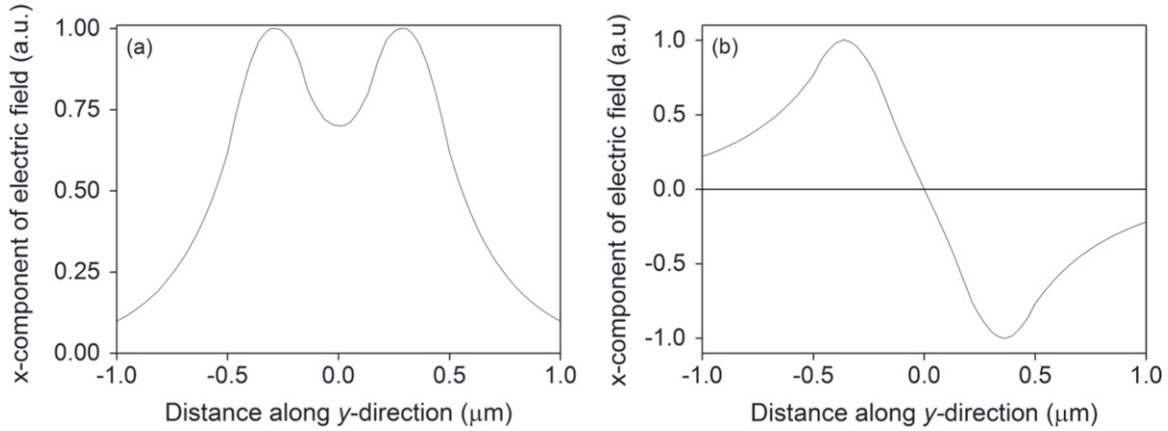 x-component of electric field (a.u.)
(a)
1.00
0.75
0.50
0.25
0.00
-1.0 -0.5 0.0 0.5 1.0
Distance along y-direction (μm)
x-component of electric field (a.u)
(b)
1.0
0.5
0.0
-0.5
-1.0
-1.0 -0.5 0.0 0.5 1.0
Distance along y-direction (μm)